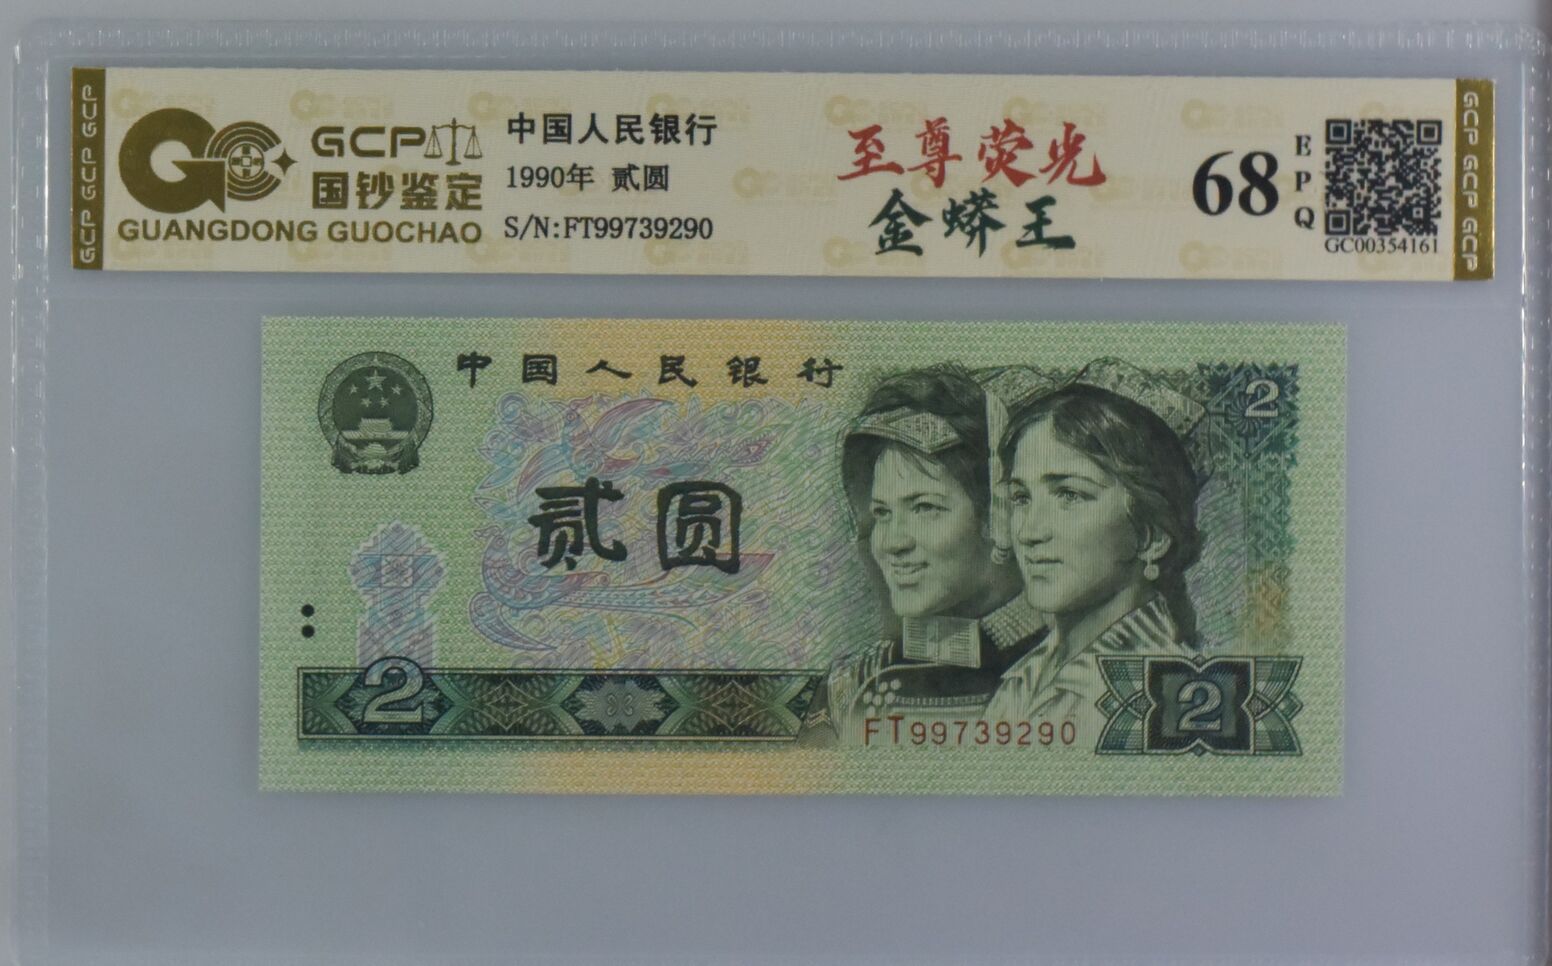 GCP GCP GCP
GCP
国钞鉴定
GUANGDONG GUOCHAO
中国人民银行
1990年 贰圆
S/N:FT99739290
至尊荧光
金蟒王
68
EPQ
GC00354161
GCP GCP GCP
中国人民银行
2
贰圆
2
FT99739290
2